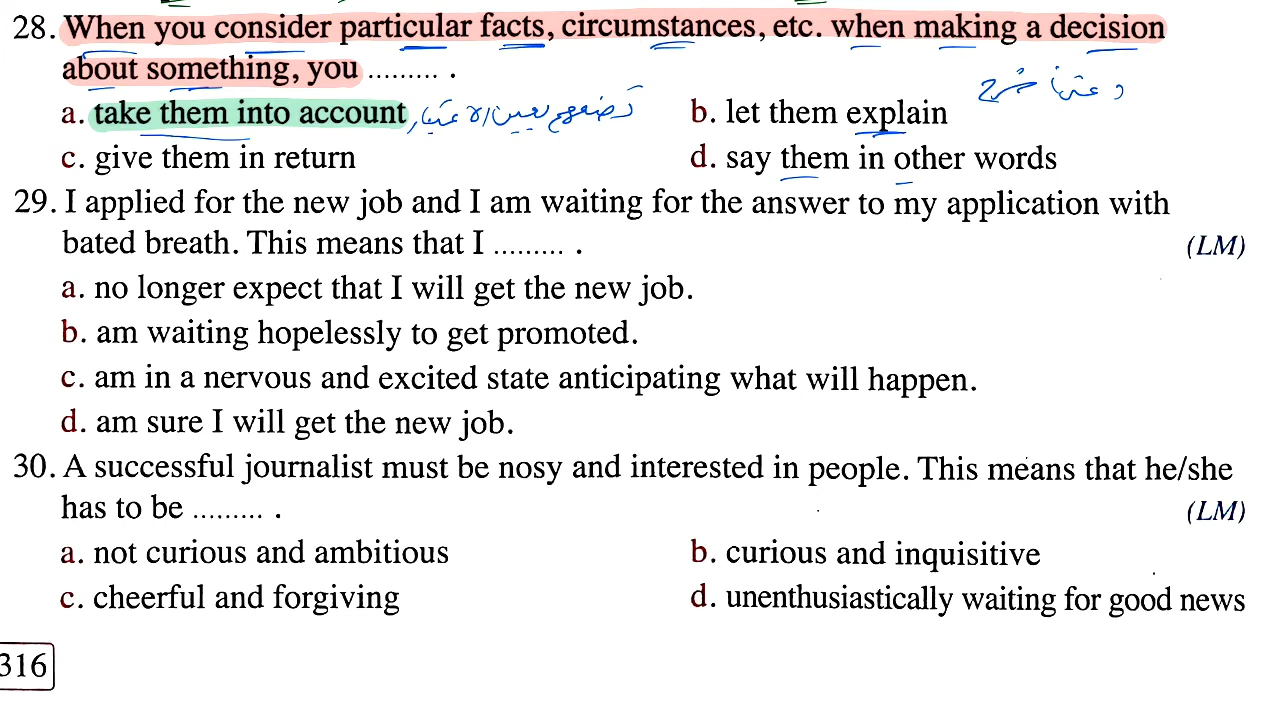 28. When you consider particular facts, circumstances, etc. when making a decision
about something, you ......... .
a. take them into account تضعهم بعين الاعتبار b. let them explain
c. give them in return d. say them in other words
29. I applied for the new job and I am waiting for the answer to my application with
bated breath. This means that I ......... . (LM)
a. no longer expect that I will get the new job.
b. am waiting hopelessly to get promoted.
c. am in a nervous and excited state anticipating what will happen.
d. am sure I will get the new job.
30. A successful journalist must be nosy and interested in people. This means that he/she
has to be ......... . (LM)
a. not curious and ambitious b. curious and inquisitive
c. cheerful and forgiving d. unenthusiastically waiting for good news
316